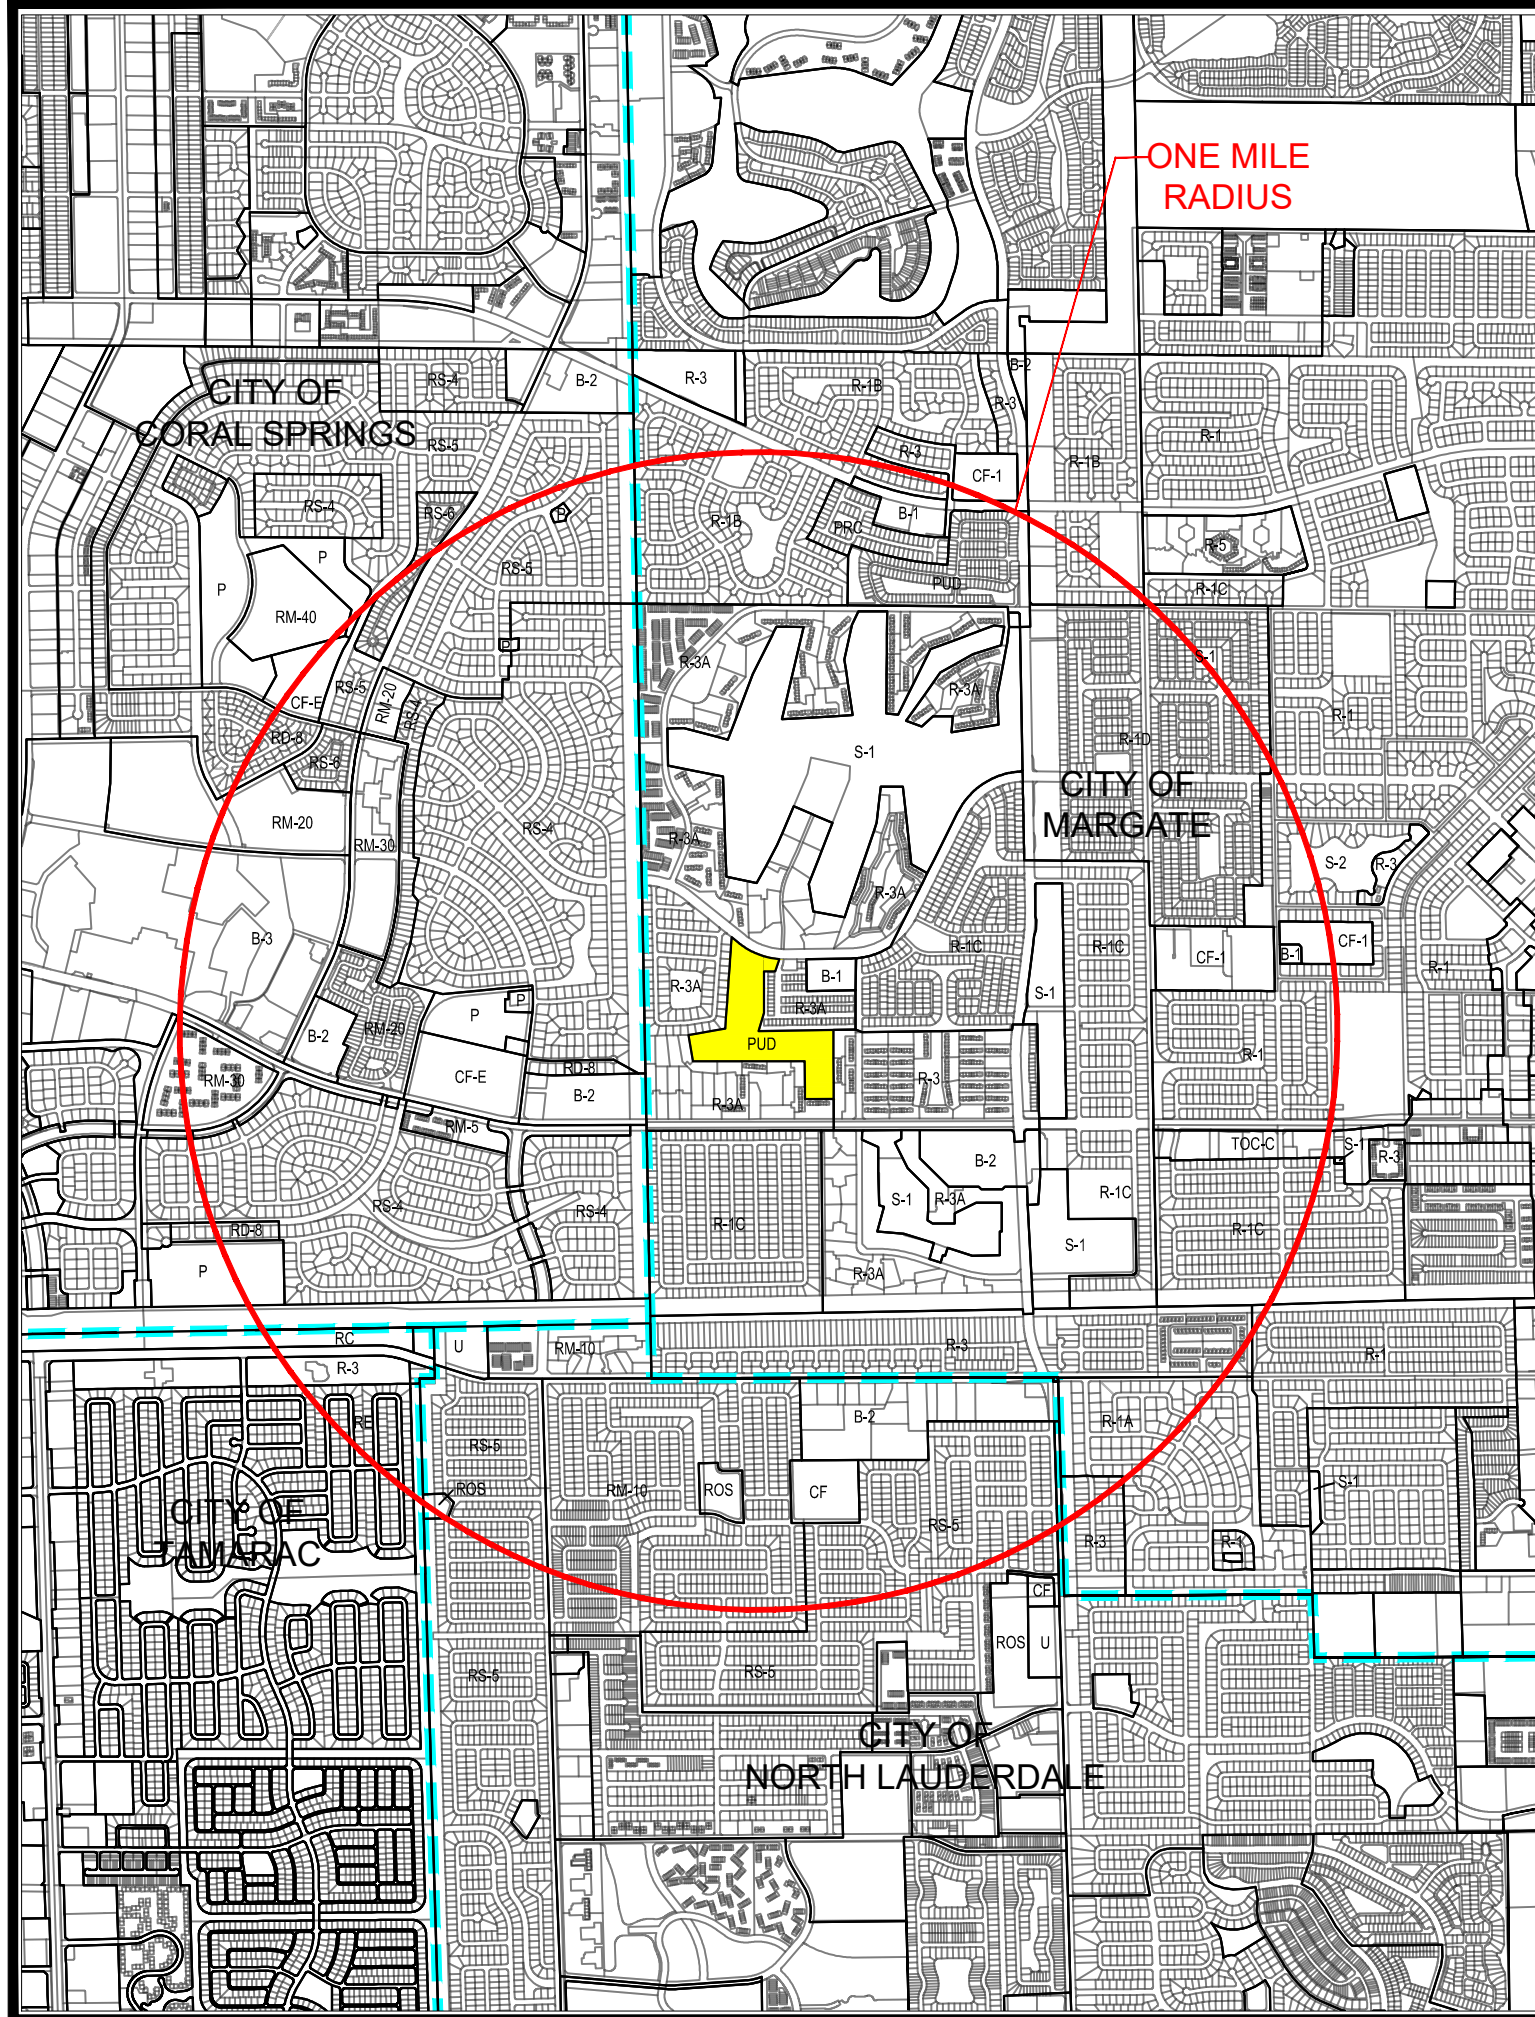 ONE MILE
RADIUS
CITY OF
CORAL SPRINGS
RS-4
B-2
R-3
R-1B
B-2
R-3
RS-5
R-3
R-1
R-1B
CF-1
RS-4
RS-6
P
R-1B
PRC
B-1
P
RS-5
R-5
P
RM-40
PUD
R-1C
P
R-3A
R-3A
S-1
CF-E
RS-5
RM-20
RS-4
R-1
RD-8
RS-6
S-1
R-1D
CITY OF
MARGATE
RM-20
RM-30
RS-4
R-3A
S-2
R-3
R-3A
B-3
R-1C
R-1C
CF-1
B-1
CF-1
R-1
R-3A
B-1
S-1
P
P
R-3A
B-2
RM-20
PUD
R-1
RM-30
CF-E
RD-8
B-2
R-3
R-3A
RM-5
TOC-C
S-1
R-3
B-2
S-1
R-3A
R-1C
RS-4
RS-4
R-1C
R-1C
RD-8
S-1
P
R-3A
RC
U
RM-10
R-3
R-1
R-3
RE
B-2
R-1A
RS-5
ROS
RM-10
ROS
CF
S-1
CITY OF
TAMARAC
RS-5
R-3
R-1
CF
ROS
U
RS-5
RS-5
CITY OF
NORTH LAUDERDALE